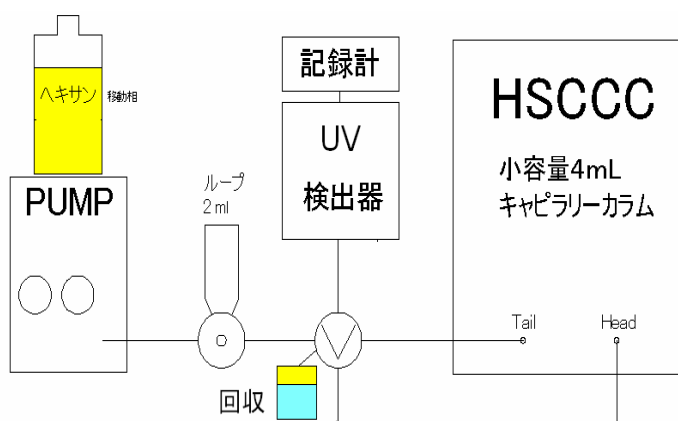 ヘキサン 移動相
PUMP
ループ
2ml
記録計
UV
検出器
回収
HSCCC
小容量4mL
キャピラリーカラム
Tail Head